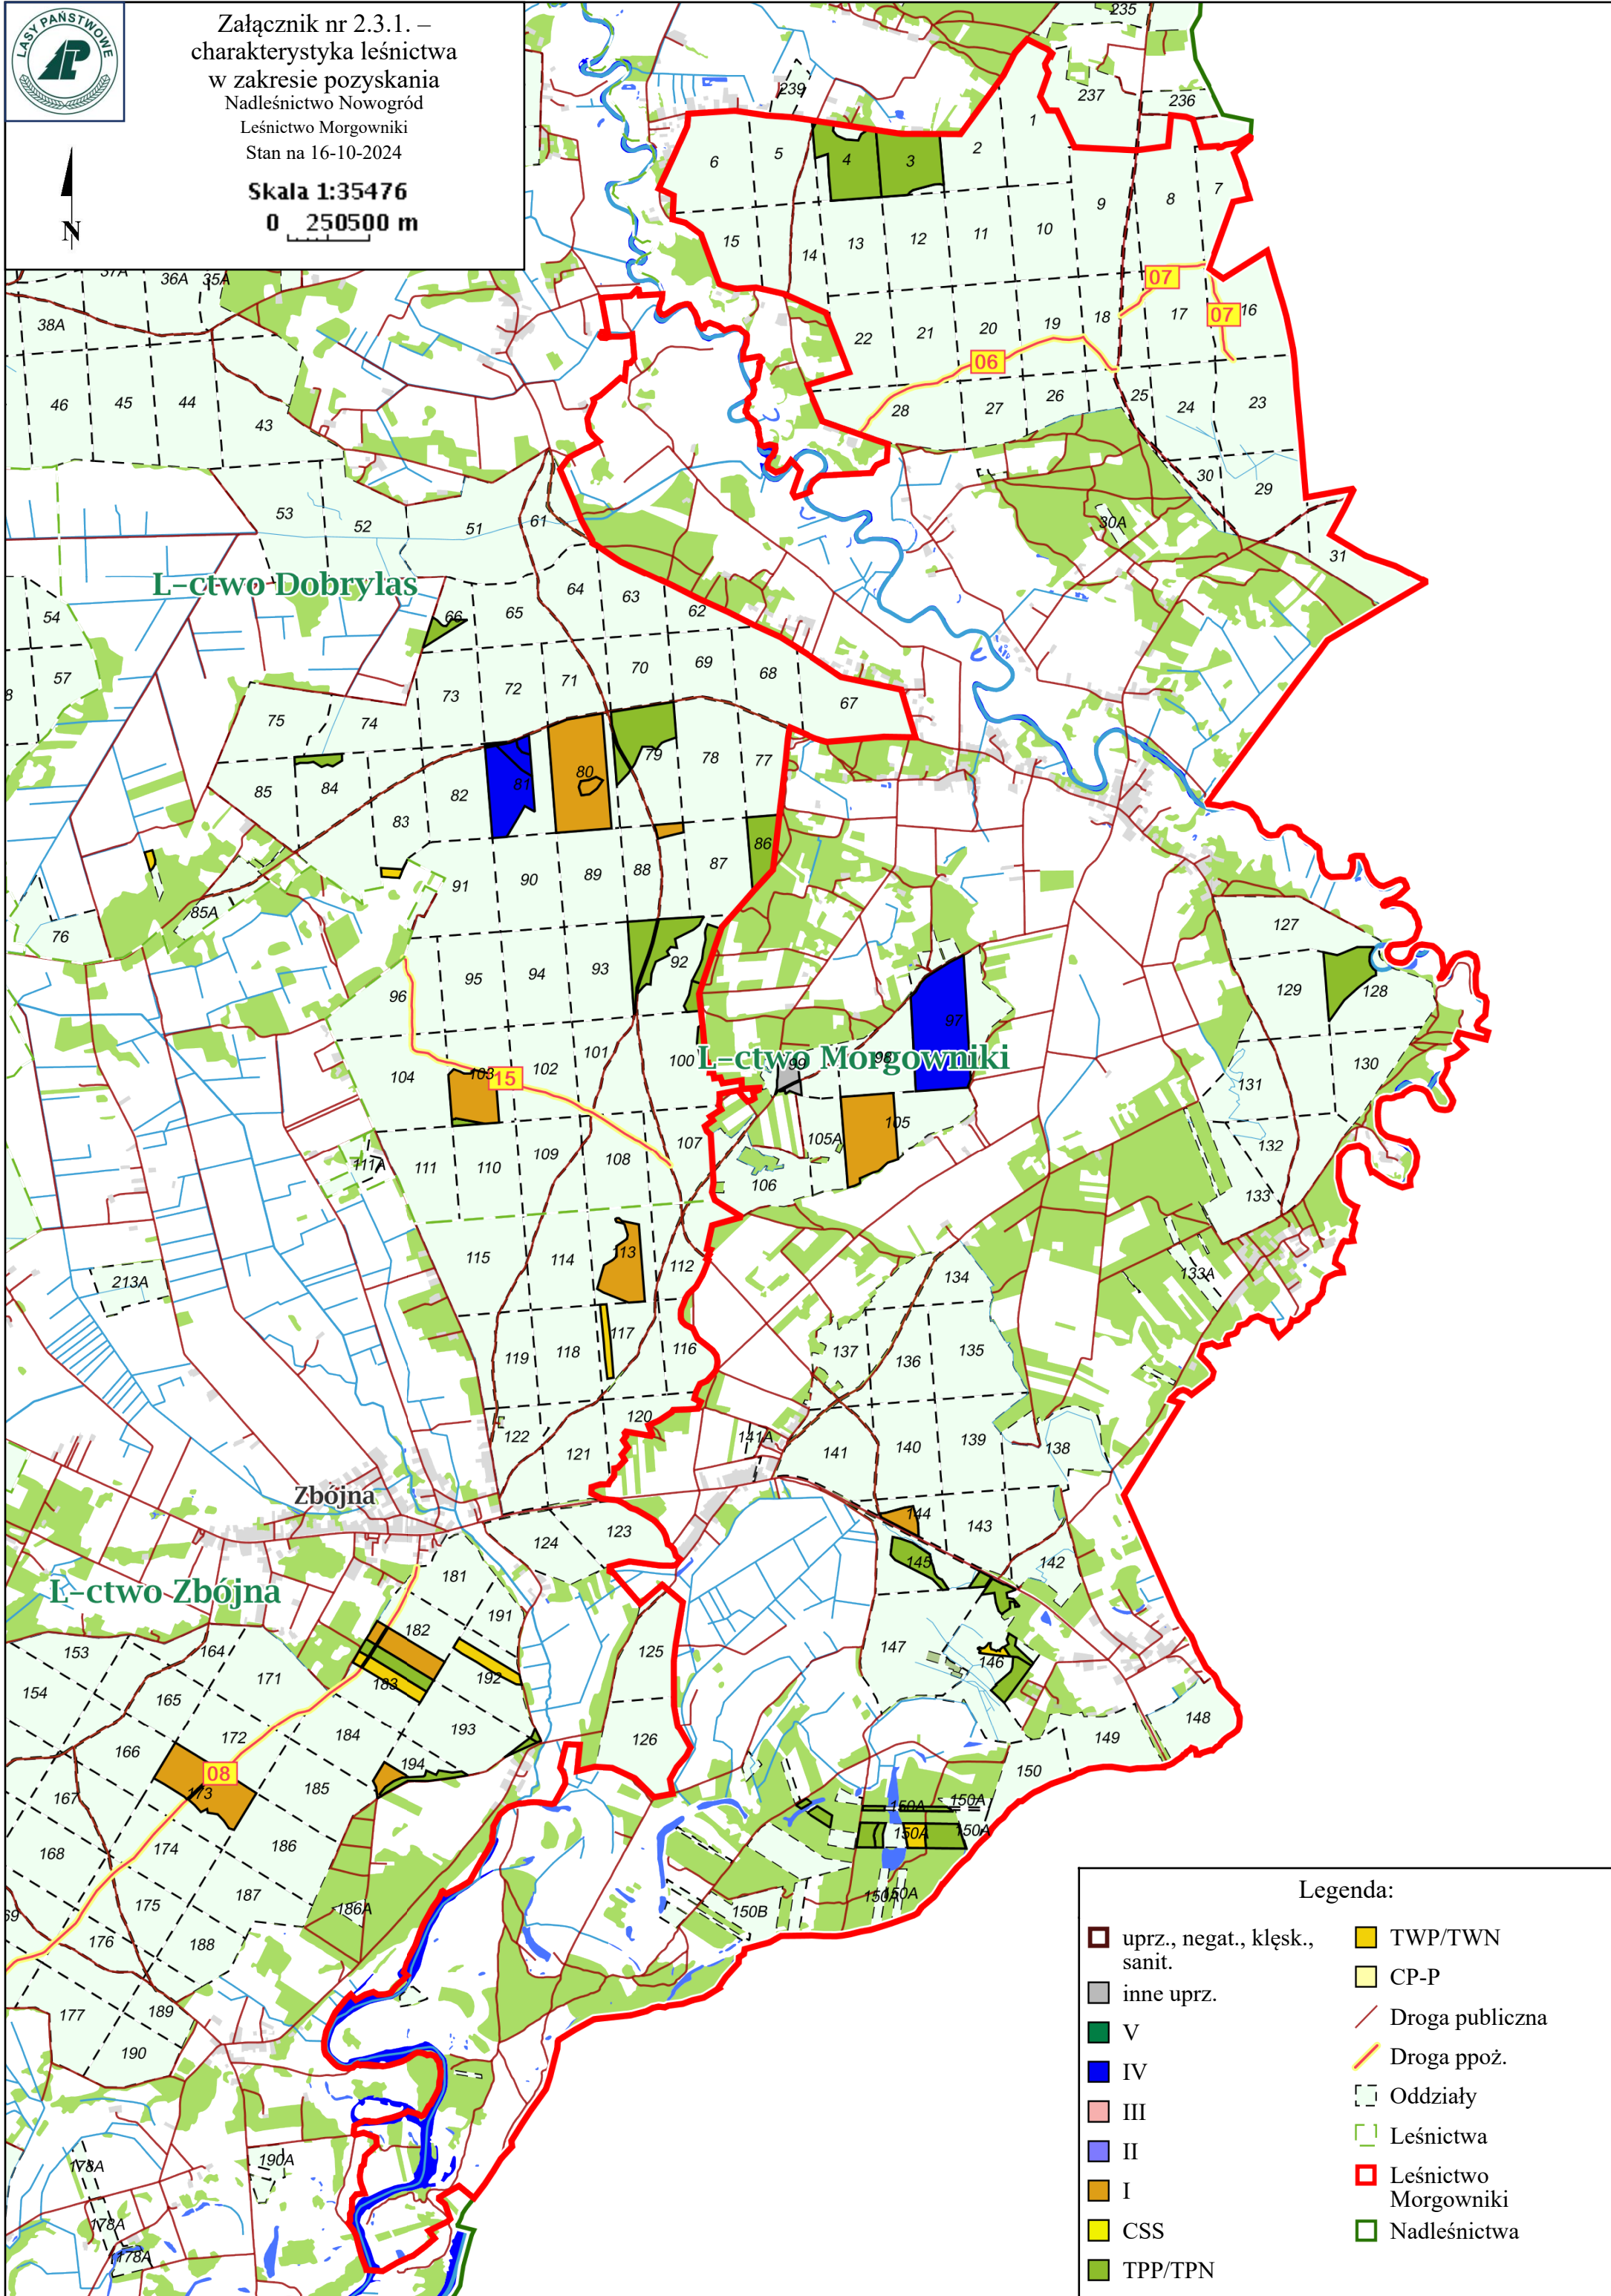 LASY PAŃSTWOWE
Załącznik nr 2.3.1. –
charakterystyka leśnictwa
w zakresie pozyskania
Nadleśnictwo Nowogród
Leśnictwo Morgowniki
Stan na 16-10-2024
Skala 1:35476
0 250500 m
N
235
239
237
236
1
6
5
4
3
2
7
8
9
15
14
13
12
11
10
07
37A
36A
35A
38A
22
21
20
19
18
17
07
16
06
46
45
44
43
28
27
26
25
24
23
30
29
53
52
51
61
30A
31
L-ctwo Dobrylas
54
66
65
64
63
62
57
8
73
72
71
70
69
68
67
75
74
85
84
83
82
81
80
79
78
77
86
91
90
89
88
87
76
85A
127
96
95
94
93
92
129
128
97
104
103
15
102
101
100
L-ctwo Morgowniki
99
98
131
130
111A
111
110
109
108
107
106
105A
105
132
133
213A
115
114
113
112
134
133A
119
118
117
116
137
136
135
122
121
120
141A
141
140
139
138
Zbójna
124
123
144
143
145
142
L-ctwo Zbójna
181
191
182
153
164
171
183
192
125
147
146
154
165
172
184
193
126
148
149
166
08
194
150
167
173
185
150A
150A
150A
150A
168
174
186
175
187
186A
150B
150A
150A
69
176
188
177
189
190
178A
190A
178A
178A
Legenda:
uprz., negat., klęsk.,
sanit.
inne uprz.
V
IV
III
II
I
CSS
TPP/TPN
TWP/TWN
CP-P
Droga publiczna
Droga ppoż.
Oddziały
Leśnictwa
Leśnictwo
Morgowniki
Nadleśnictwa